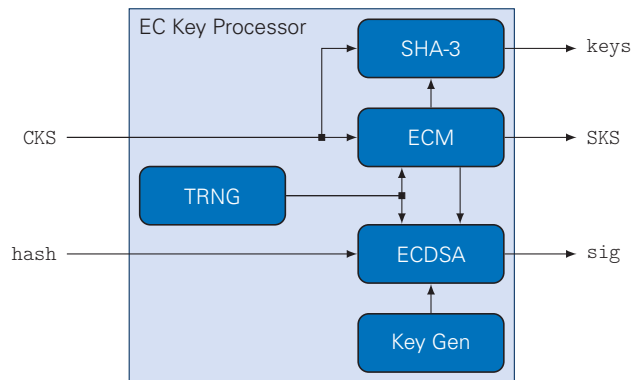 EC Key Processor
SHA-3
keys
CKS
ECM
SKS
TRNG
hash
ECDSA
sig
Key Gen